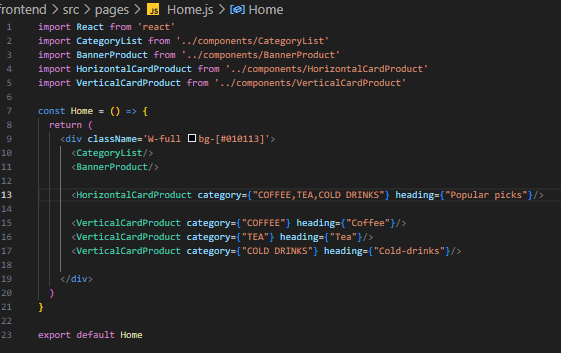 frontend > src > pages > JS Home.js > Home
1 import React from 'react'
2 import CategoryList from '../components/CategoryList'
3 import BannerProduct from '../components/BannerProduct'
4 import HorizontalCardProduct from '../components/HorizontalCardProduct'
5 import VerticalCardProduct from '../components/VerticalCardProduct'
6
7 const Home = () => {
8 return (
9 <div className='W-full bg-[#010113]'>
10 <CategoryList/>
11 <BannerProduct/>
12
13 <HorizontalCardProduct category={"COFFEE,TEA,COLD DRINKS"} heading={"Popular picks"}/>
14
15 <VerticalCardProduct category={"COFFEE"} heading={"Coffee"}/>
16 <VerticalCardProduct category={"TEA"} heading={"Tea"}/>
17 <VerticalCardProduct category={"COLD DRINKS"} heading={"Cold-drinks"}/>
18
19 </div>
20 )
21 }
22
23 export default Home